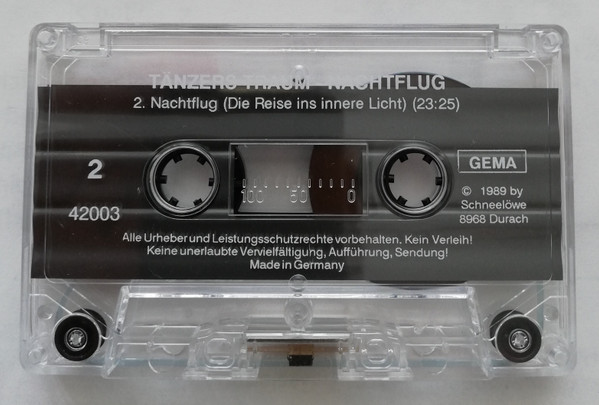 TÄNZERS TRAUM - NACHTFLUG
2. Nachtflug (Die Reise ins innere Licht) (23:25)
2
GEMA
42003
100 50 0
© 1989 by
Schneelöwe
8968 Durach
Alle Urheber und Leistungsschutzrechte vorbehalten. Kein Verleih!
Keine unerlaubte Vervielfältigung, Aufführung, Sendung!
Made in Germany